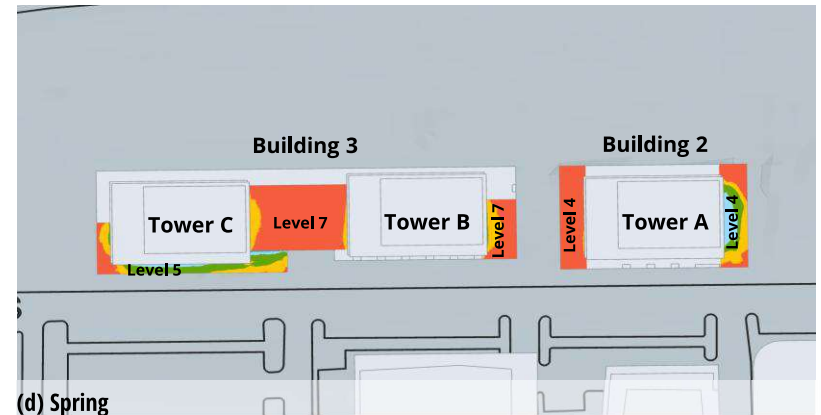 Building 3
Building 2
Tower C
Level 7
Tower B
Level 7
Level 4
Tower A
Level 4
Level 5
(d) Spring